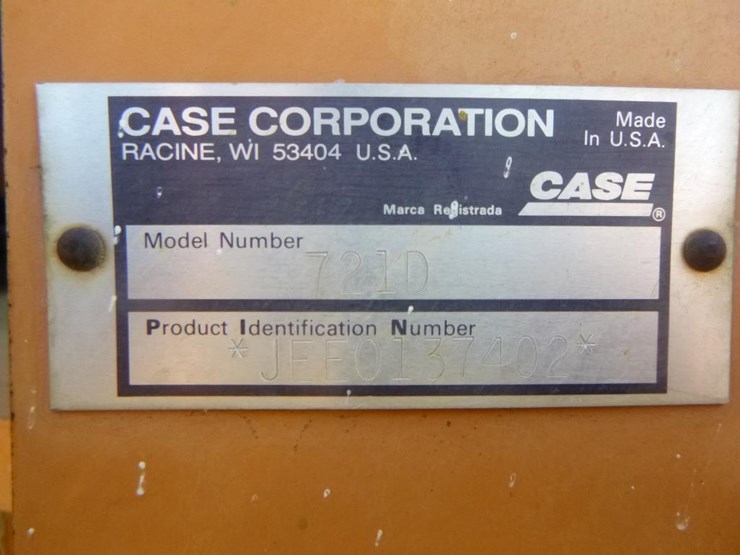 CASE CORPORATION
Made
In U.S.A.
RACINE, WI 53404 U.S.A.
CASE
Marca Registrada
®
Model Number
721D
Product Identification Number
*JEE0137402*